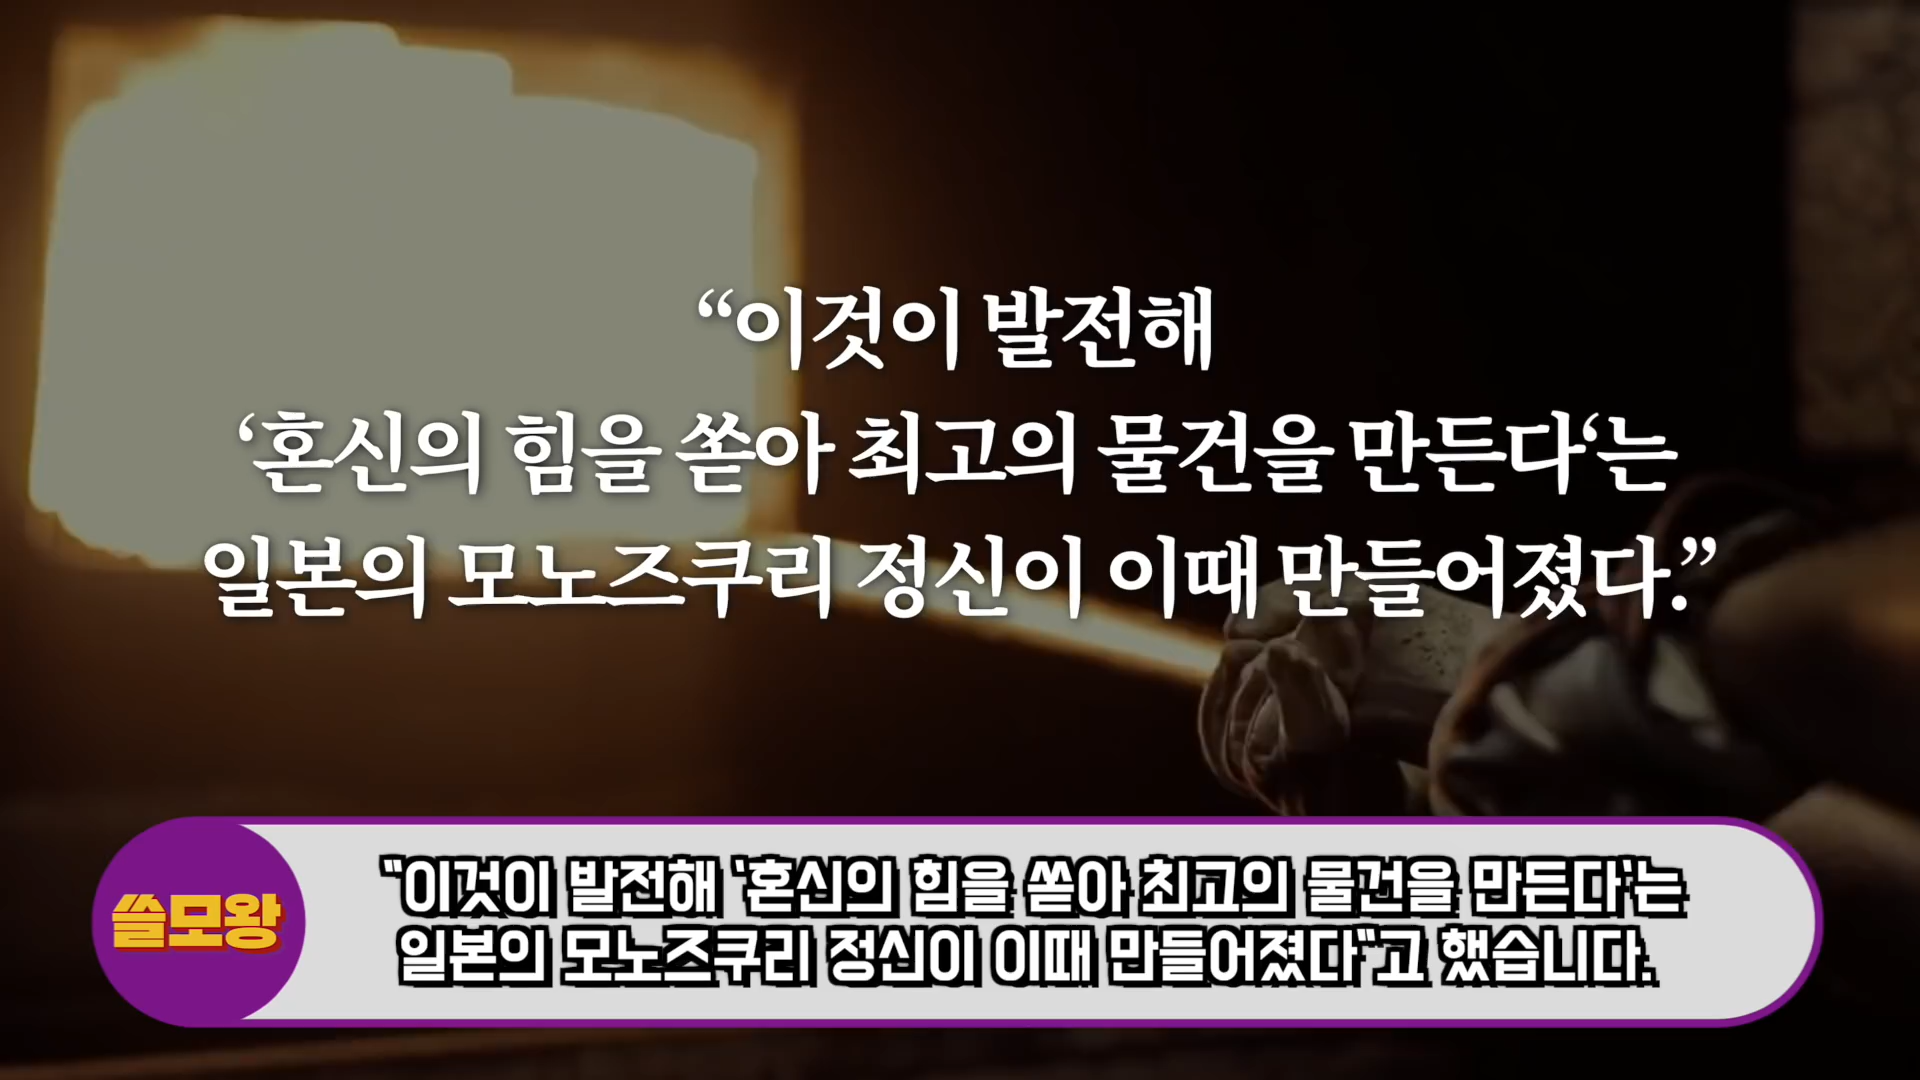 “이것이 발전해
‘혼신의 힘을 쏟아 최고의 물건을 만든다‘는
일본의 모노즈쿠리 정신이 이때 만들어졌다.”
쓸모왕
"이것이 발전해 '혼신의 힘을 쏟아 최고의 물건을 만든다'는
일본의 모노즈쿠리 정신이 이때 만들어졌다"고 했습니다.